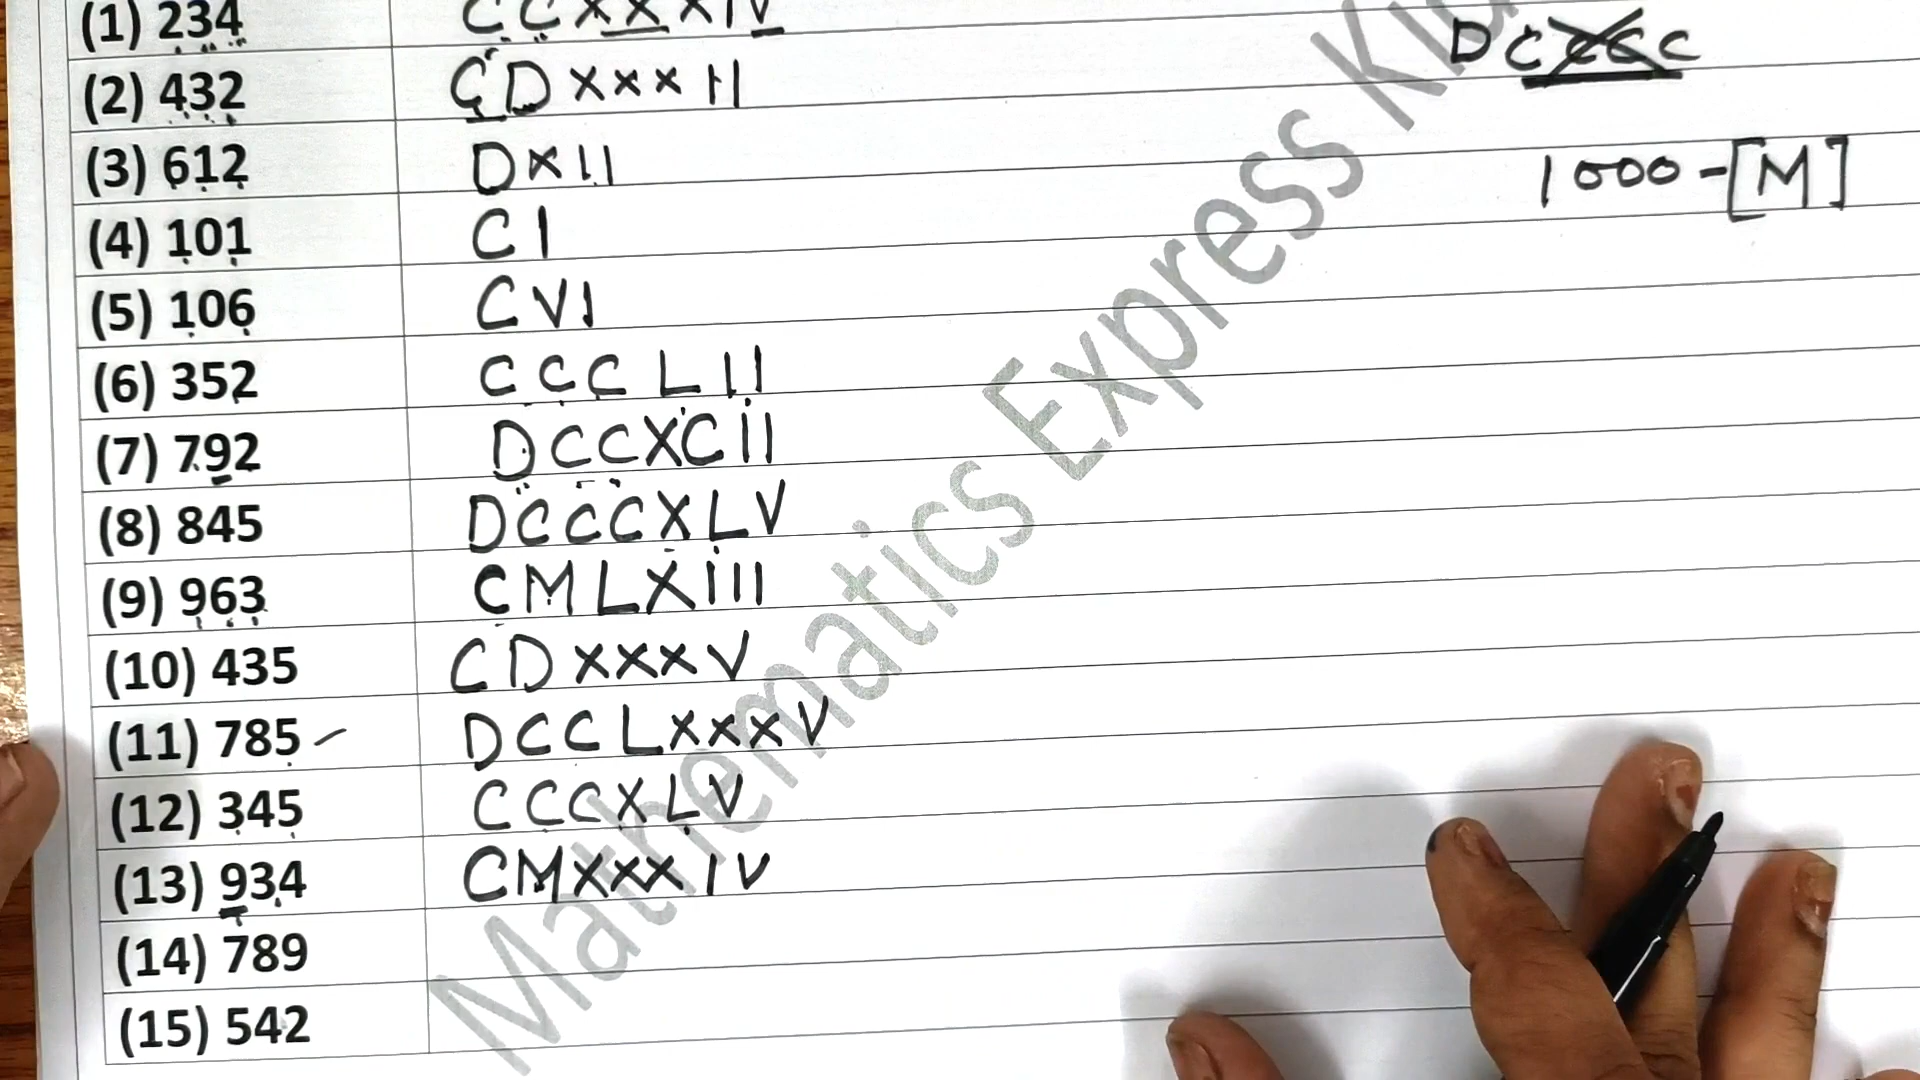 (1) 234 CCXXXIV
DCCCC
(2) 432 CDXXXII
(3) 612 DXII
1000-[M]
(4) 101 CI
(5) 106 CVI
(6) 352 CCCLII
(7) 792 DCCXCII
(8) 845 DCCCXLV
(9) 963 CMLXIII
(10) 435 CDXXXV
(11) 785 DCCLXXXV
(12) 345 CCCXLV
(13) 934 CMXXXIV
(14) 789
(15) 542
Mathematics Express